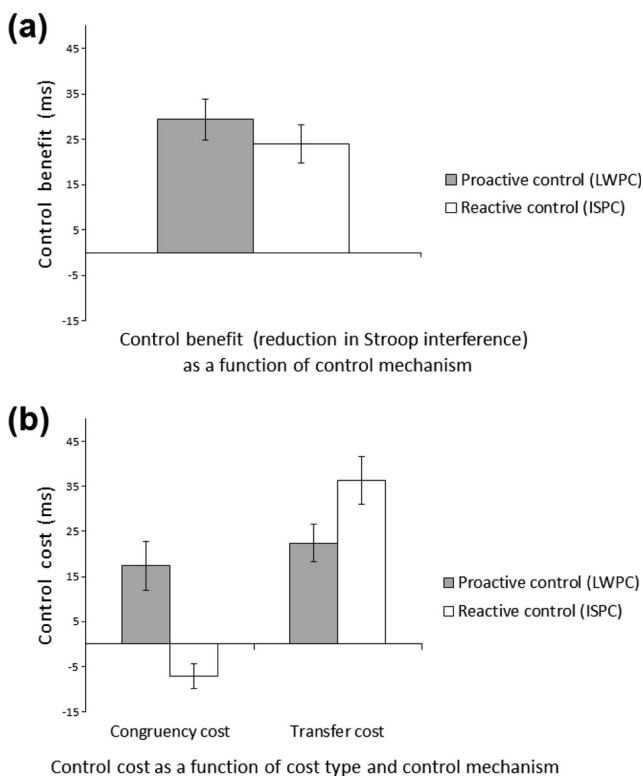 (a)
Control benefit (ms)
45
35
25
15
5
-5
-15
Proactive control (LWPC)
Reactive control (ISPC)
Control benefit (reduction in Stroop interference)
as a function of control mechanism
(b)
Control cost (ms)
45
35
25
15
5
-5
-15
Proactive control (LWPC)
Reactive control (ISPC)
Congruency cost Transfer cost
Control cost as a function of cost type and control mechanism